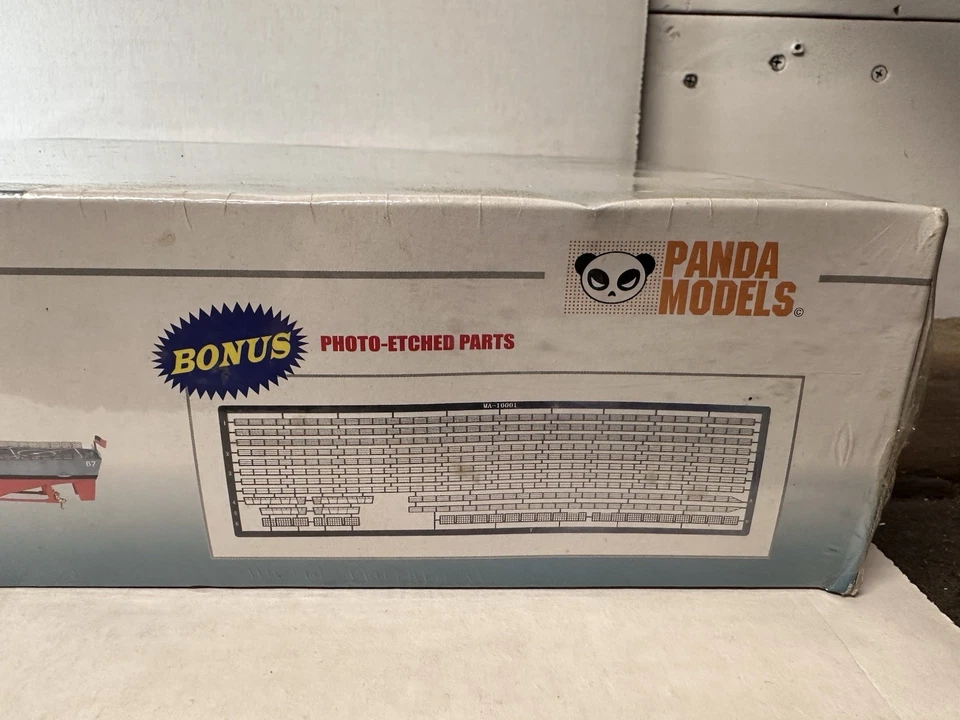 PANDA
MODELS©
BONUS
PHOTO-ETCHED PARTS
MA-10001
67